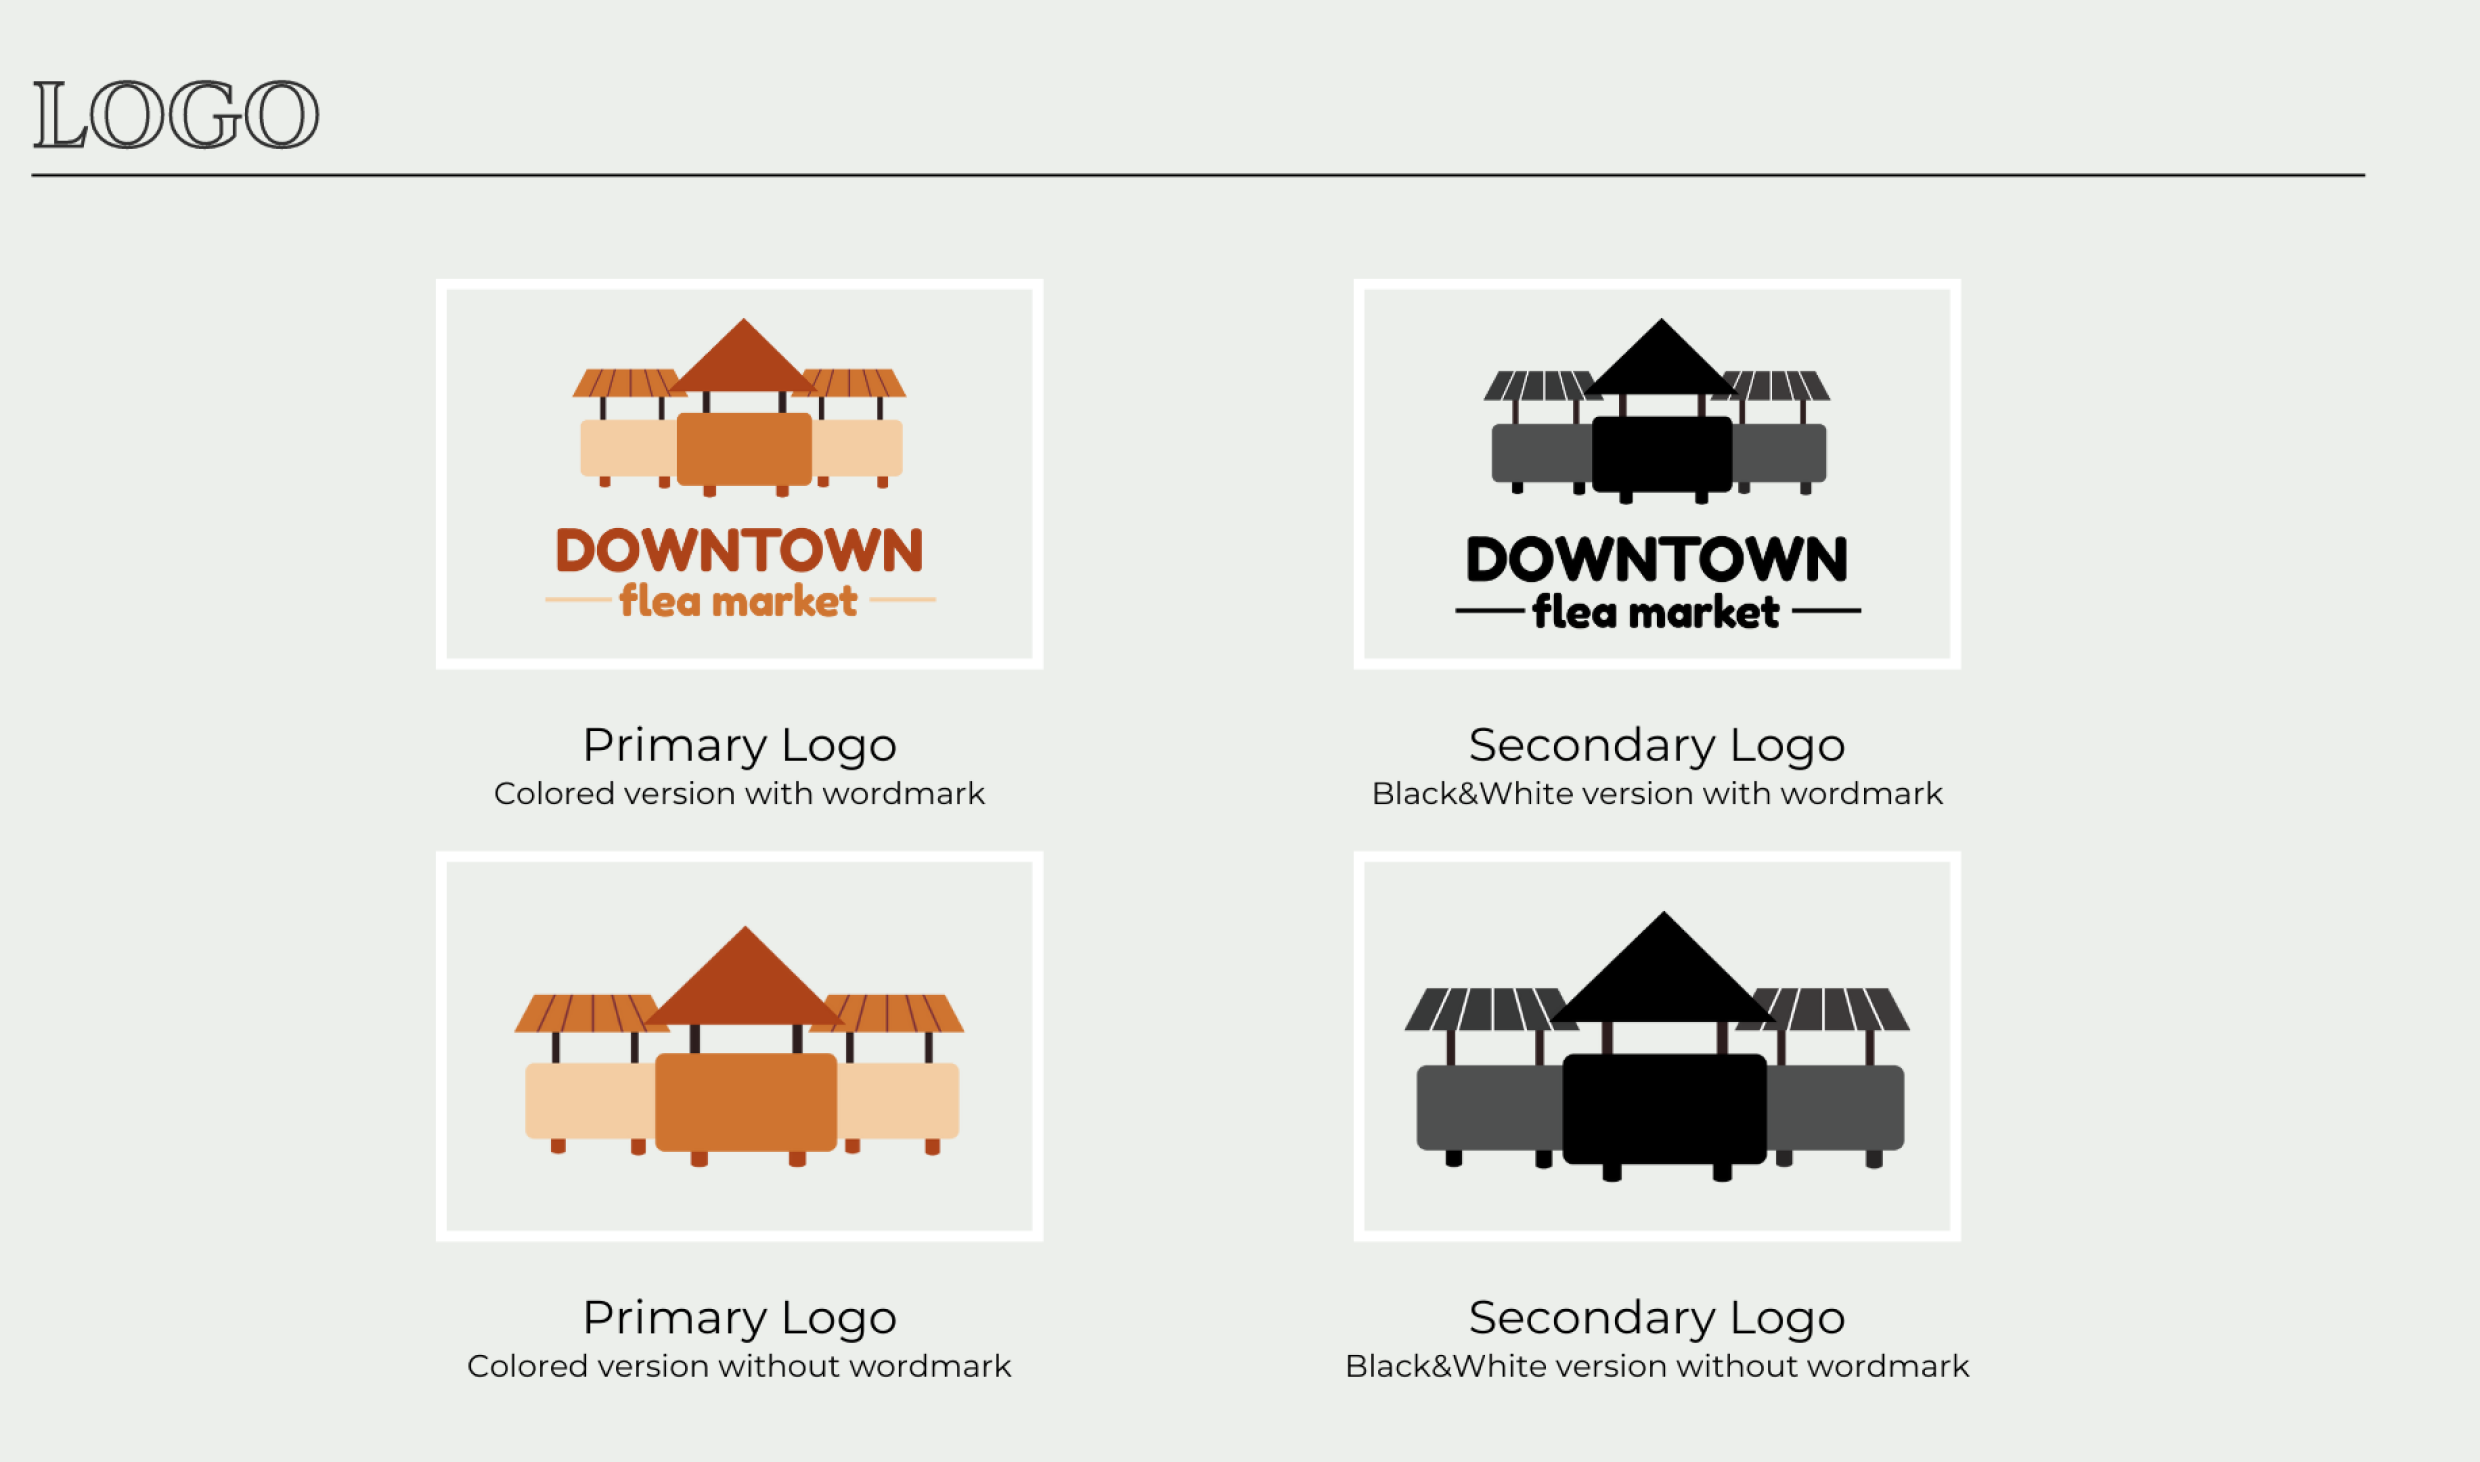 LOGO
DOWNTOWN
flea market
Primary Logo
Colored version with wordmark
DOWNTOWN
flea market
Secondary Logo
Black&White version with wordmark
Primary Logo
Colored version without wordmark
Secondary Logo
Black&White version without wordmark